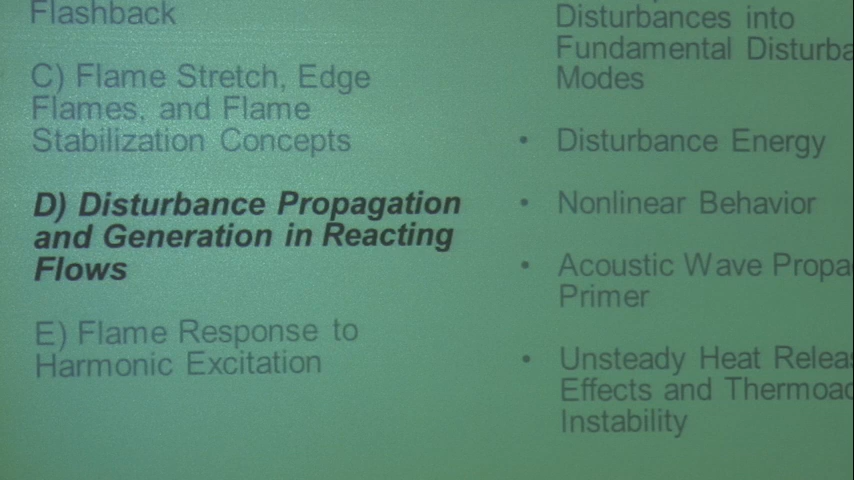 Flashback
C) Flame Stretch, Edge
Flames, and Flame
Stabilization Concepts
D) Disturbance Propagation
and Generation in Reacting
Flows
E) Flame Response to
Harmonic Excitation
Disturbances into
Fundamental
Modes
• Disturbance Energy
• Nonlinear Behavior
• Acoustic Wave
Primer
• Unsteady Heat
Effects and
Instability